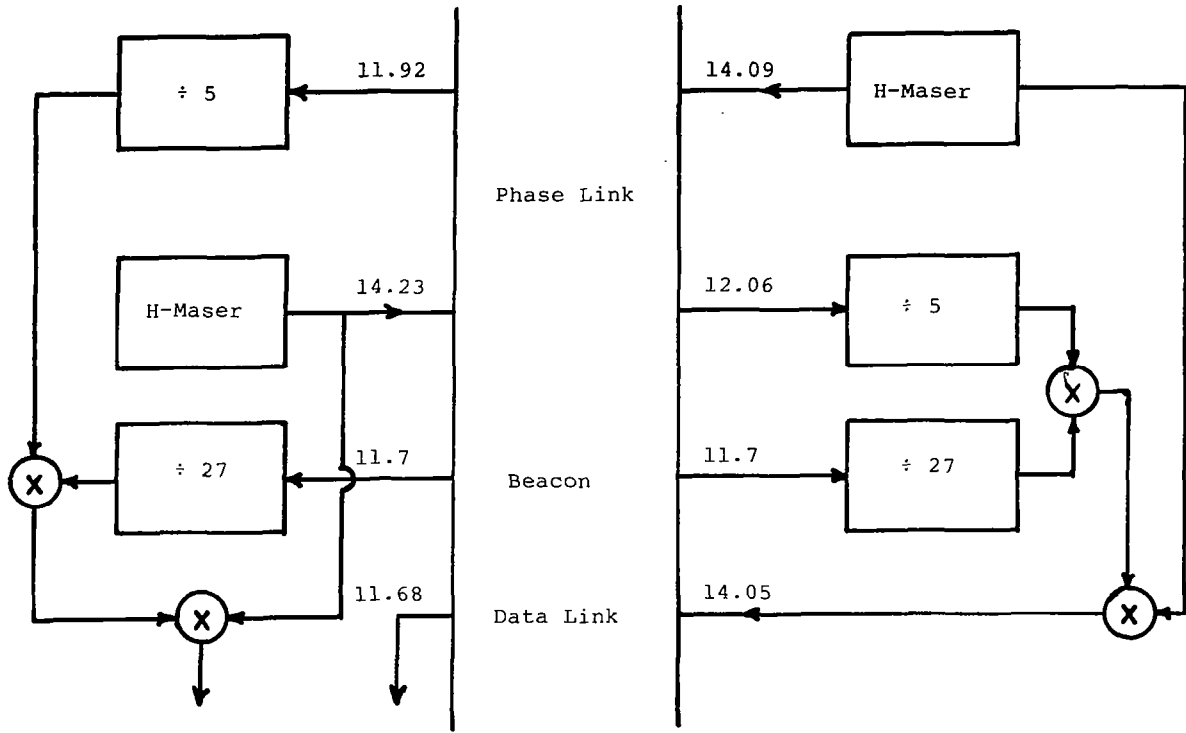 11.92
÷ 5
14.09
H-Maser
Phase Link
H-Maser
14.23
12.06
÷ 5
X
÷ 27
11.7
X
Beacon
11.7
÷ 27
11.68
X
Data Link
14.05
X